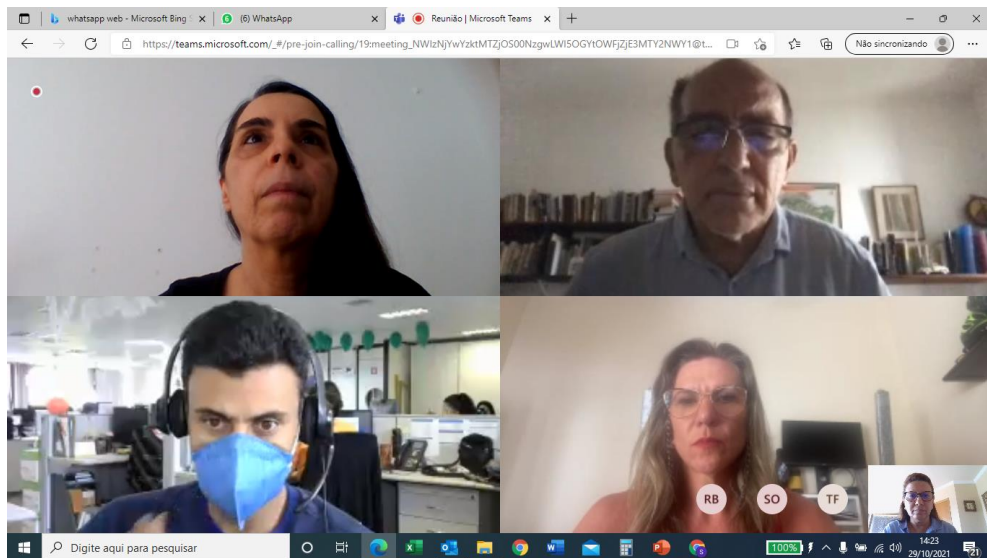 whatsapp web - Microsoft Bing
(6) WhatsApp
Reunião | Microsoft Teams
https://teams.microsoft.com/_#/pre-join-calling/19:meeting_NWIzNjYwYzktMTZjOS00NzgwLWI5OGYtOWFjZjE3MTY2NWY1@t...
Não sincronizando
RB
SO
TF
Digite aqui para pesquisar
100%
14:23
29/10/2021
21